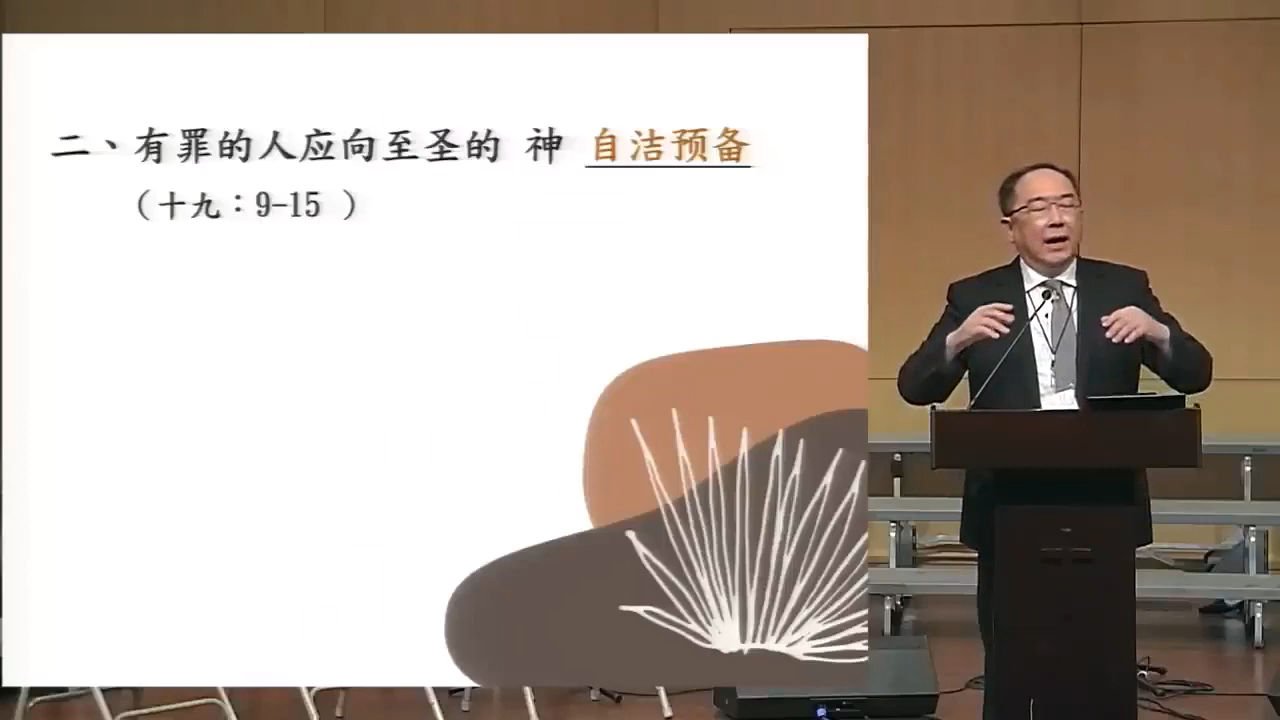 二、有罪的人应向至圣的 神 自洁预备
（十九：9-15 ）